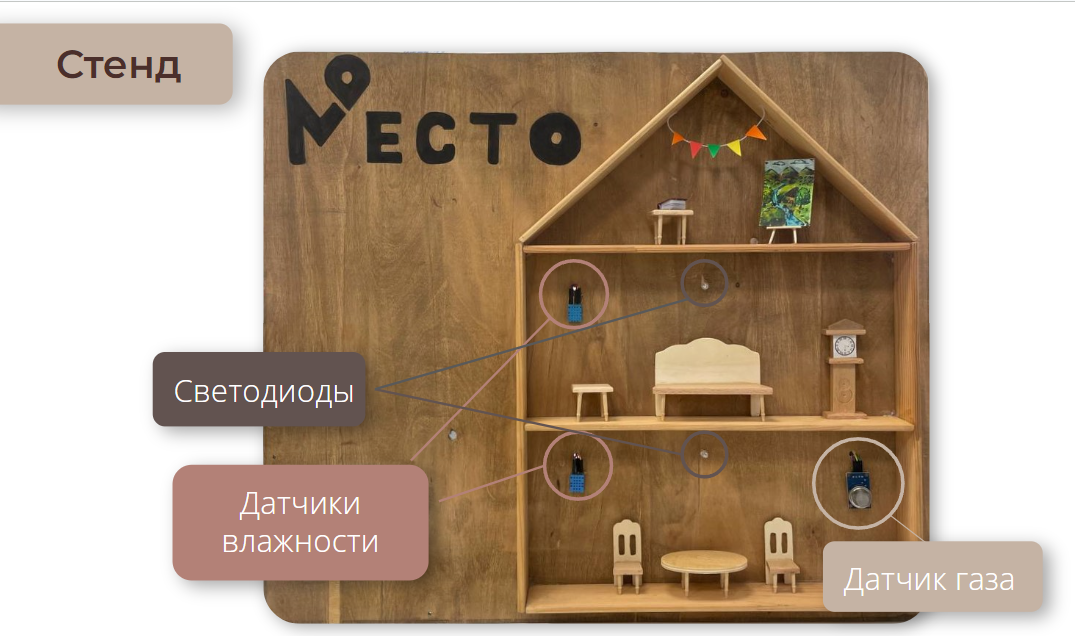 Стенд
Место
Светодиоды
Датчики
влажности
Датчик газа